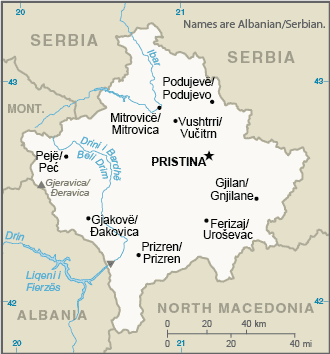 20
21
Names are Albanian/Serbian.
SERBIA
SERBIA
Ibar
43
43
Podujevë/
Podujevo
MONT.
Mitrovicë/
Mitrovica
Vushtrri/
Vučitrn
Drini i Bardhë
Beli Drim
Pejë/
Peć
PRISTINA
Gjeravica/
Đeravica
Gjilan/
Gnjilane
Gjakovë/
Đakovica
Ferizaj/
Uroševac
Drin
Prizren/
Prizren
Liqeni i
Fierzës
42
42
ALBANIA
NORTH MACEDONIA
0 20 40 km
0 20 40 mi
20
21